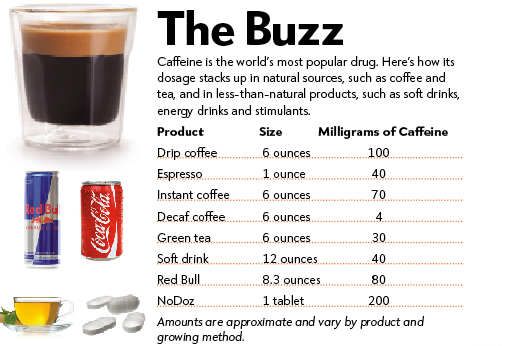 The Buzz
Caffeine is the world's most popular drug. Here's how its
dosage stacks up in natural sources, such as coffee and
tea, and in less-than-natural products, such as soft drinks,
energy drinks and stimulants.
Product Size Milligrams of Caffeine
Drip coffee 6 ounces 100
Espresso 1 ounce 40
Instant coffee 6 ounces 70
Decaf coffee 6 ounces 4
Green tea 6 ounces 30
Soft drink 12 ounces 40
Red Bull 8.3 ounces 80
NoDoz 1 tablet 200
Amounts are approximate and vary by product and
growing method.
Red Bull
Coca-Cola